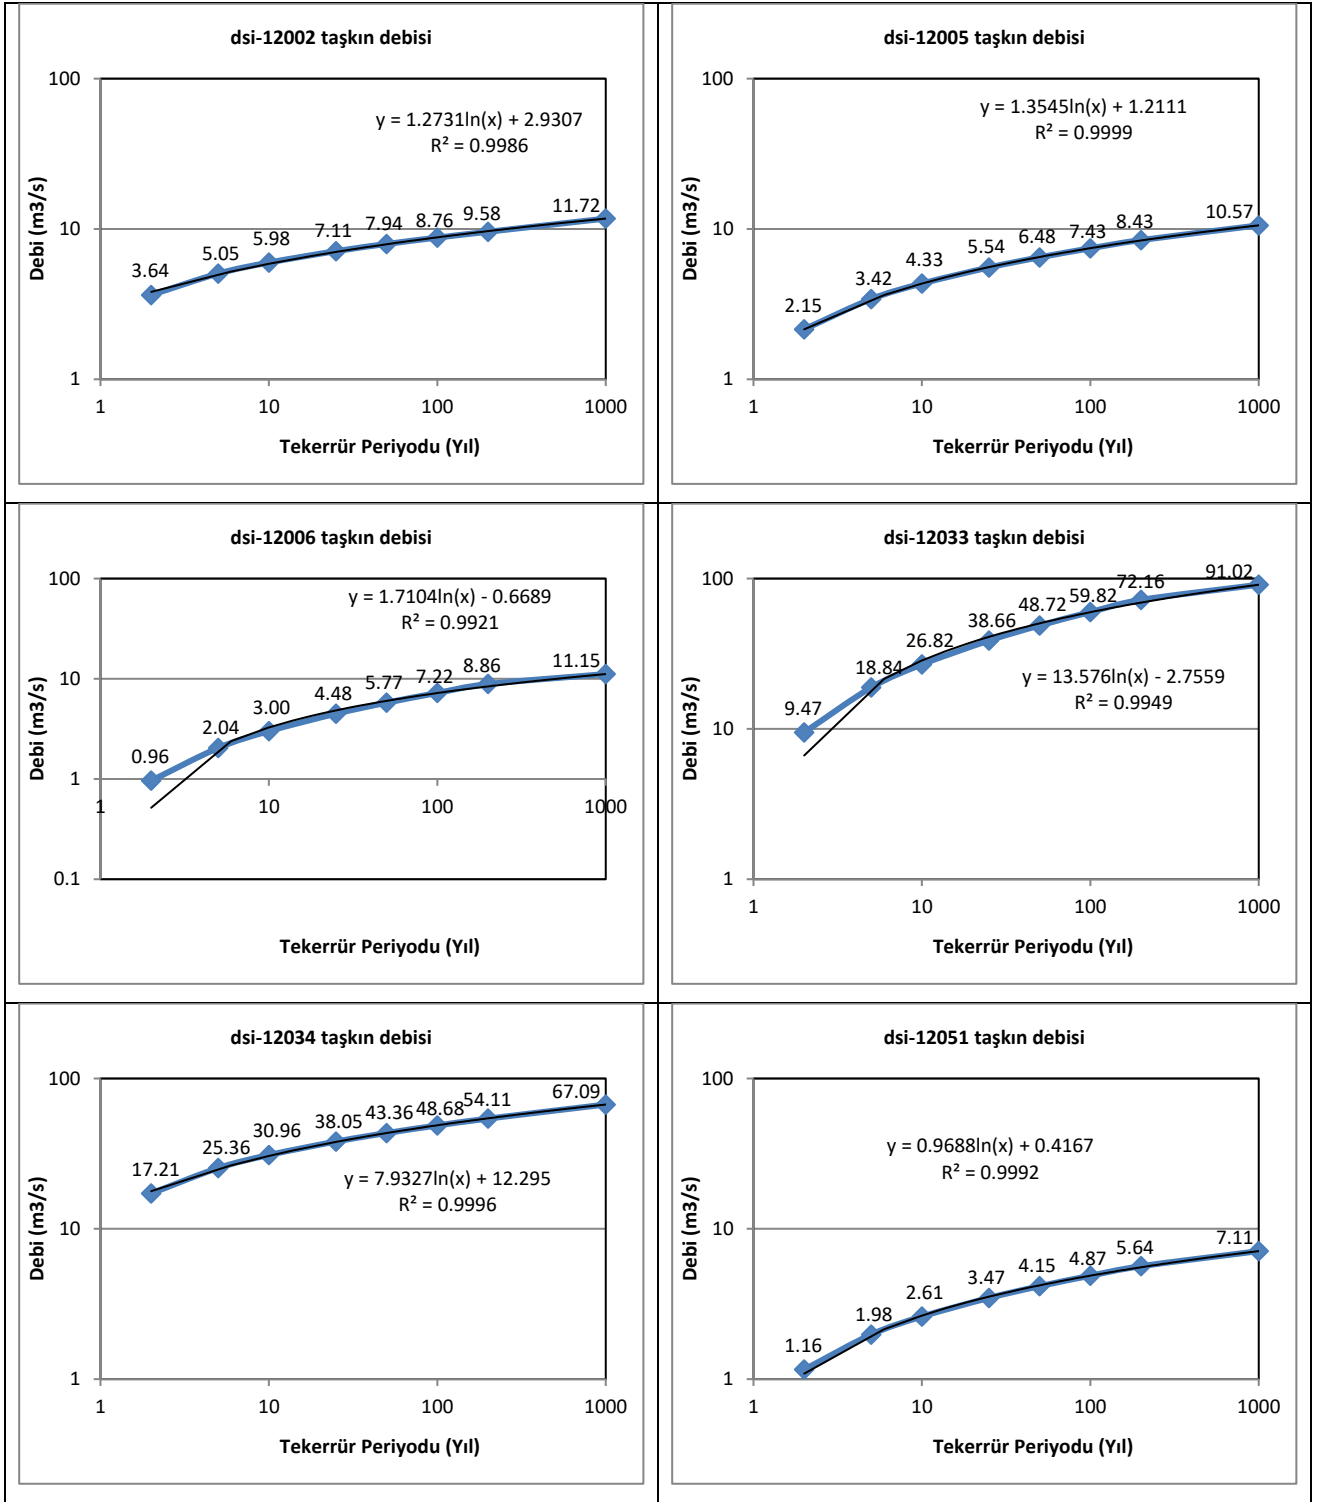 dsi-12002 taşkın debisi
y = 1.2731ln(x) + 2.9307
R² = 0.9986
Debi (m3/s)
100
10
1
3.64 5.05 5.98 7.11 7.94 8.76 9.58 11.72
1 10 100 1000
Tekerrür Periyodu (Yıl)
dsi-12005 taşkın debisi
y = 1.3545ln(x) + 1.2111
R² = 0.9999
Debi (m3/s)
100
10
1
2.15 3.42 4.33 5.54 6.48 7.43 8.43 10.57
1 10 100 1000
Tekerrür Periyodu (Yıl)
dsi-12006 taşkın debisi
y = 1.7104ln(x) - 0.6689
R² = 0.9921
Debi (m3/s)
100
10
1
0.1
0.96 2.04 3.00 4.48 5.77 7.22 8.86 11.15
1 10 100 1000
Tekerrür Periyodu (Yıl)
dsi-12033 taşkın debisi
y = 13.576ln(x) - 2.7559
R² = 0.9949
Debi (m3/s)
100
10
1
9.47 18.84 26.82 38.66 48.72 59.82 72.16 91.02
1 10 100 1000
Tekerrür Periyodu (Yıl)
dsi-12034 taşkın debisi
y = 7.9327ln(x) + 12.295
R² = 0.9996
Debi (m3/s)
100
10
1
17.21 25.36 30.96 38.05 43.36 48.68 54.11 67.09
1 10 100 1000
Tekerrür Periyodu (Yıl)
dsi-12051 taşkın debisi
y = 0.9688ln(x) + 0.4167
R² = 0.9992
Debi (m3/s)
100
10
1
1.16 1.98 2.61 3.47 4.15 4.87 5.64 7.11
1 10 100 1000
Tekerrür Periyodu (Yıl)